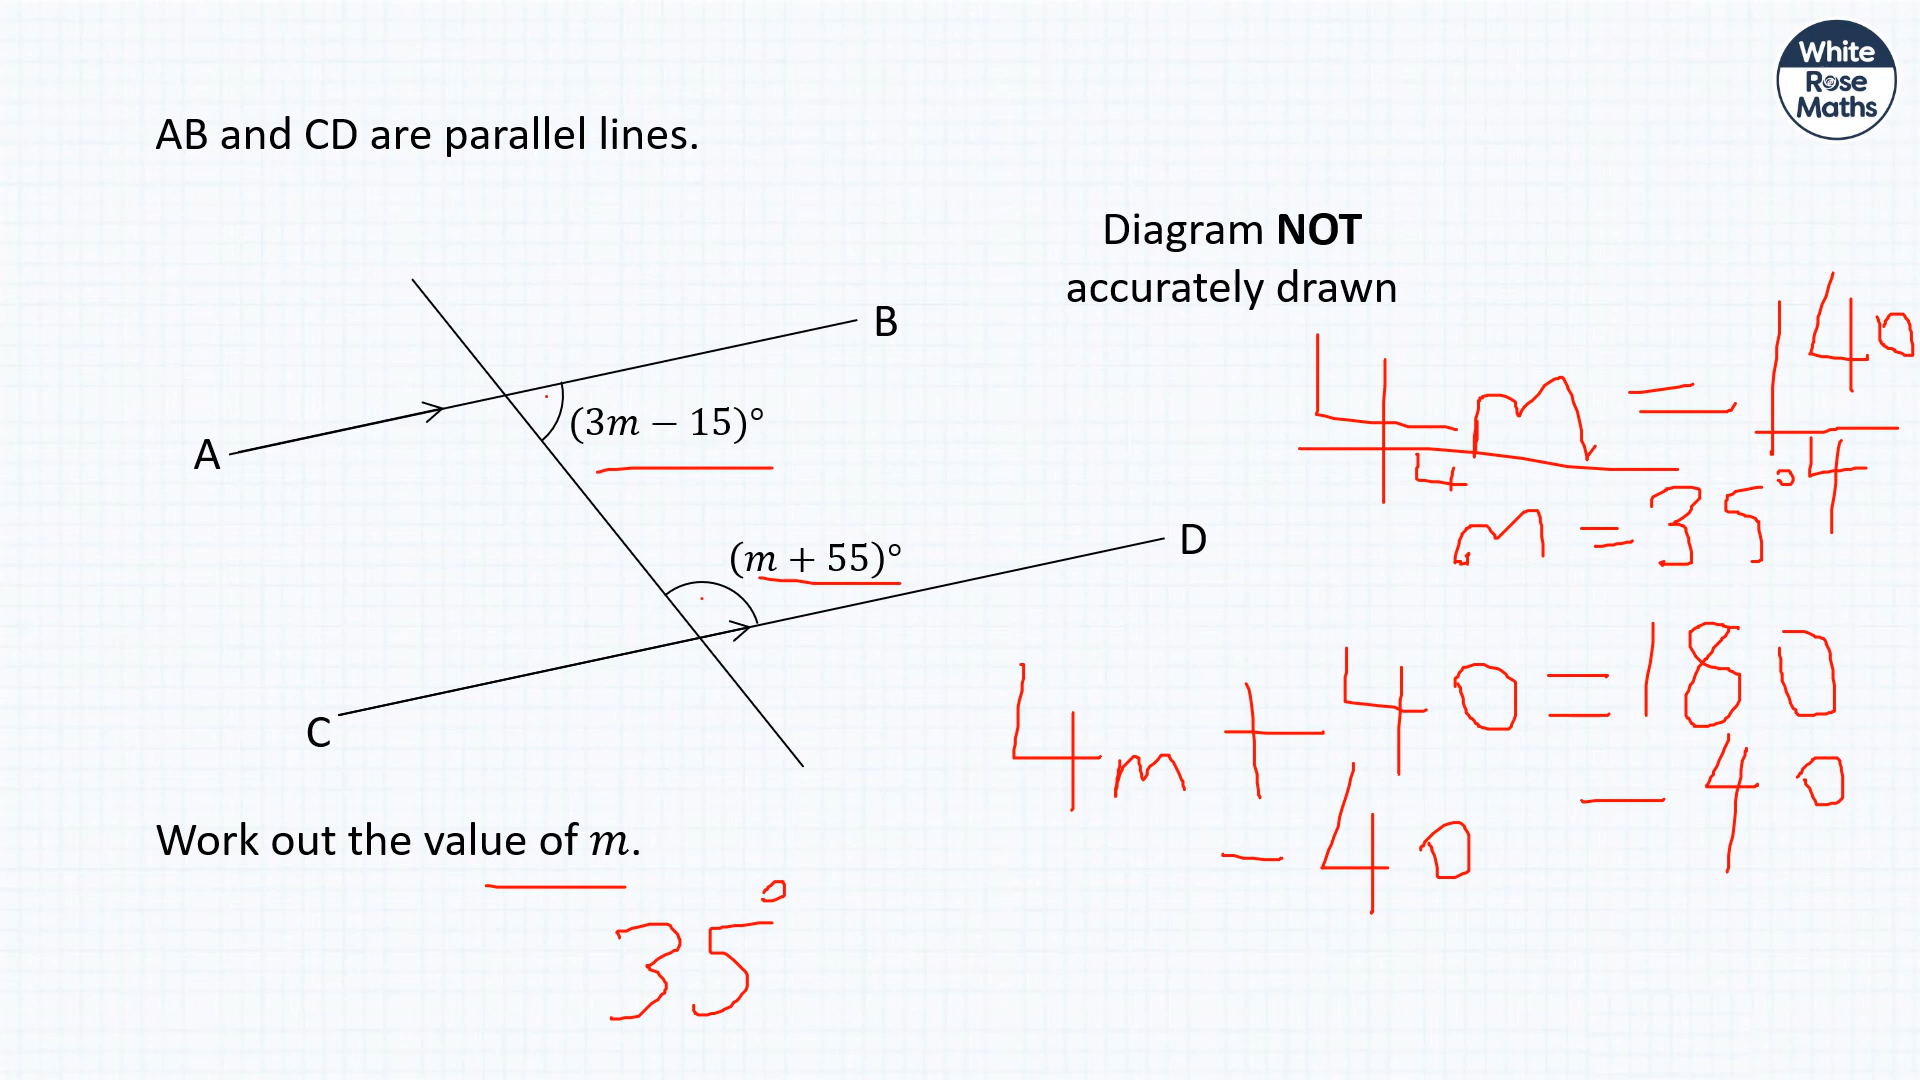 White
Rose
Maths
AB and CD are parallel lines.
Diagram NOT
accurately drawn
B
A
(3m − 15)°
(m + 55)°
D
C
4m = 140
4 4
m = 35°
4m + 40 = 180
− 40 − 40
Work out the value of m.
35°